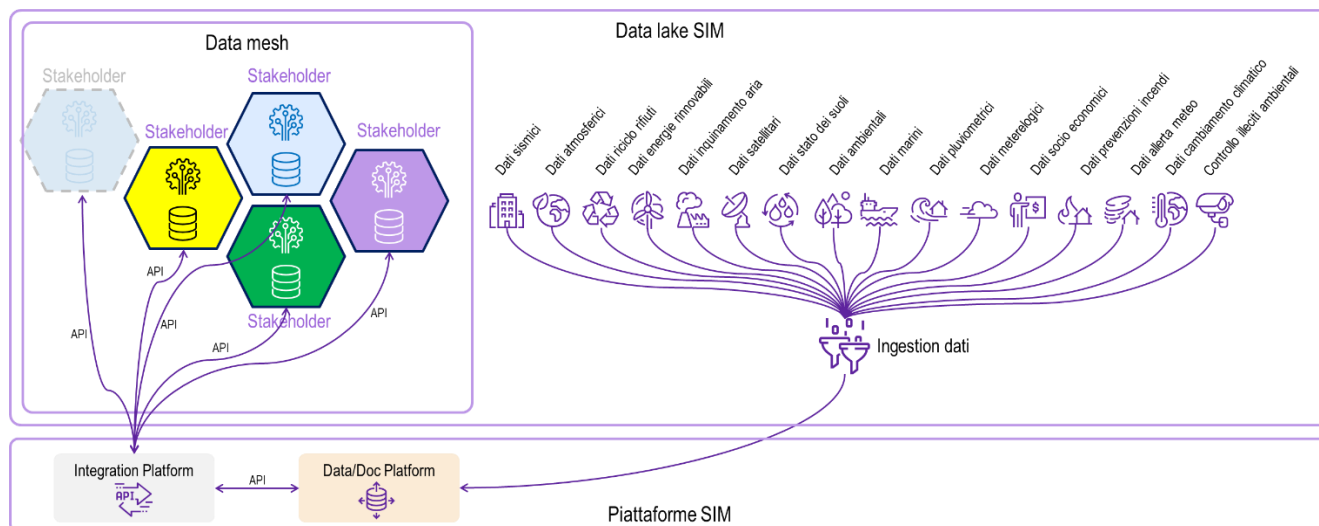 Data mesh
Data lake SIM
Stakeholder
Stakeholder
Stakeholder
Stakeholder
Stakeholder
API
API
API
API
API
Dati sismici
Dati atmosferici
Dati riciclo rifiuti
Dati energie rinnovabili
Dati inquinamento aria
Dati satellitari
Dati stato dei suoli
Dati ambientali
Dati marini
Dati pluviometrici
Dati meterelogici
Dati socio economici
Dati prevenzioni incendi
Dati allerta meteo
Dati cambiamento climatico
Controllo illeciti ambientali
Ingestion dati
Integration Platform
API
API
Data/Doc Platform
Piattaforme SIM